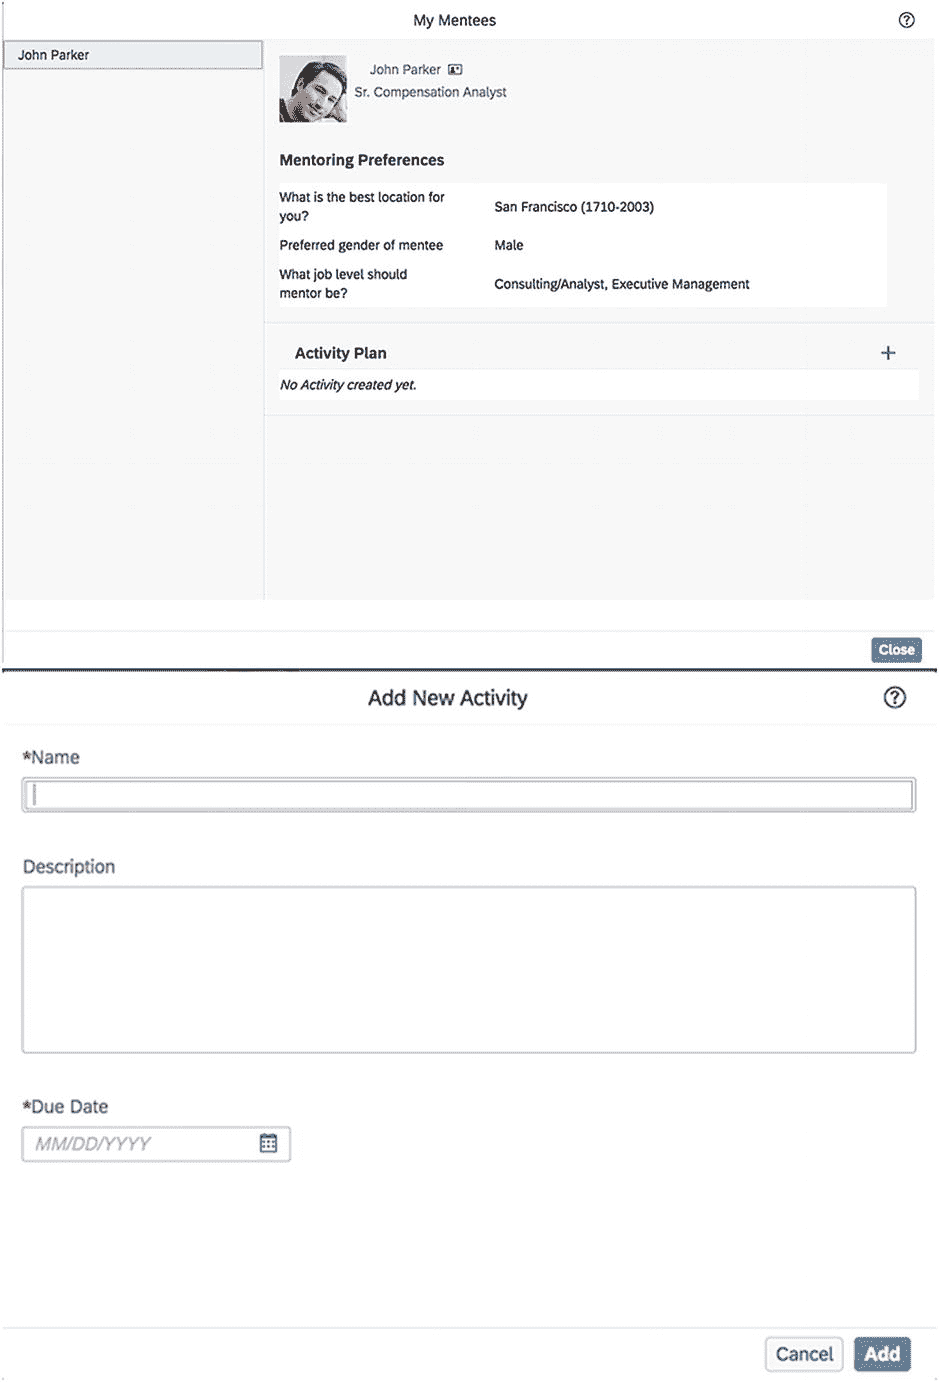 My Mentees
John Parker
John Parker
Sr. Compensation Analyst
Mentoring Preferences
What is the best location for
you?
San Francisco (1710-2003)
Preferred gender of mentee
Male
What job level should
mentor be?
Consulting/Analyst, Executive Management
Activity Plan
No Activity created yet.
Close
Add New Activity
*Name
Description
*Due Date
MM/DD/YYYY
Cancel
Add